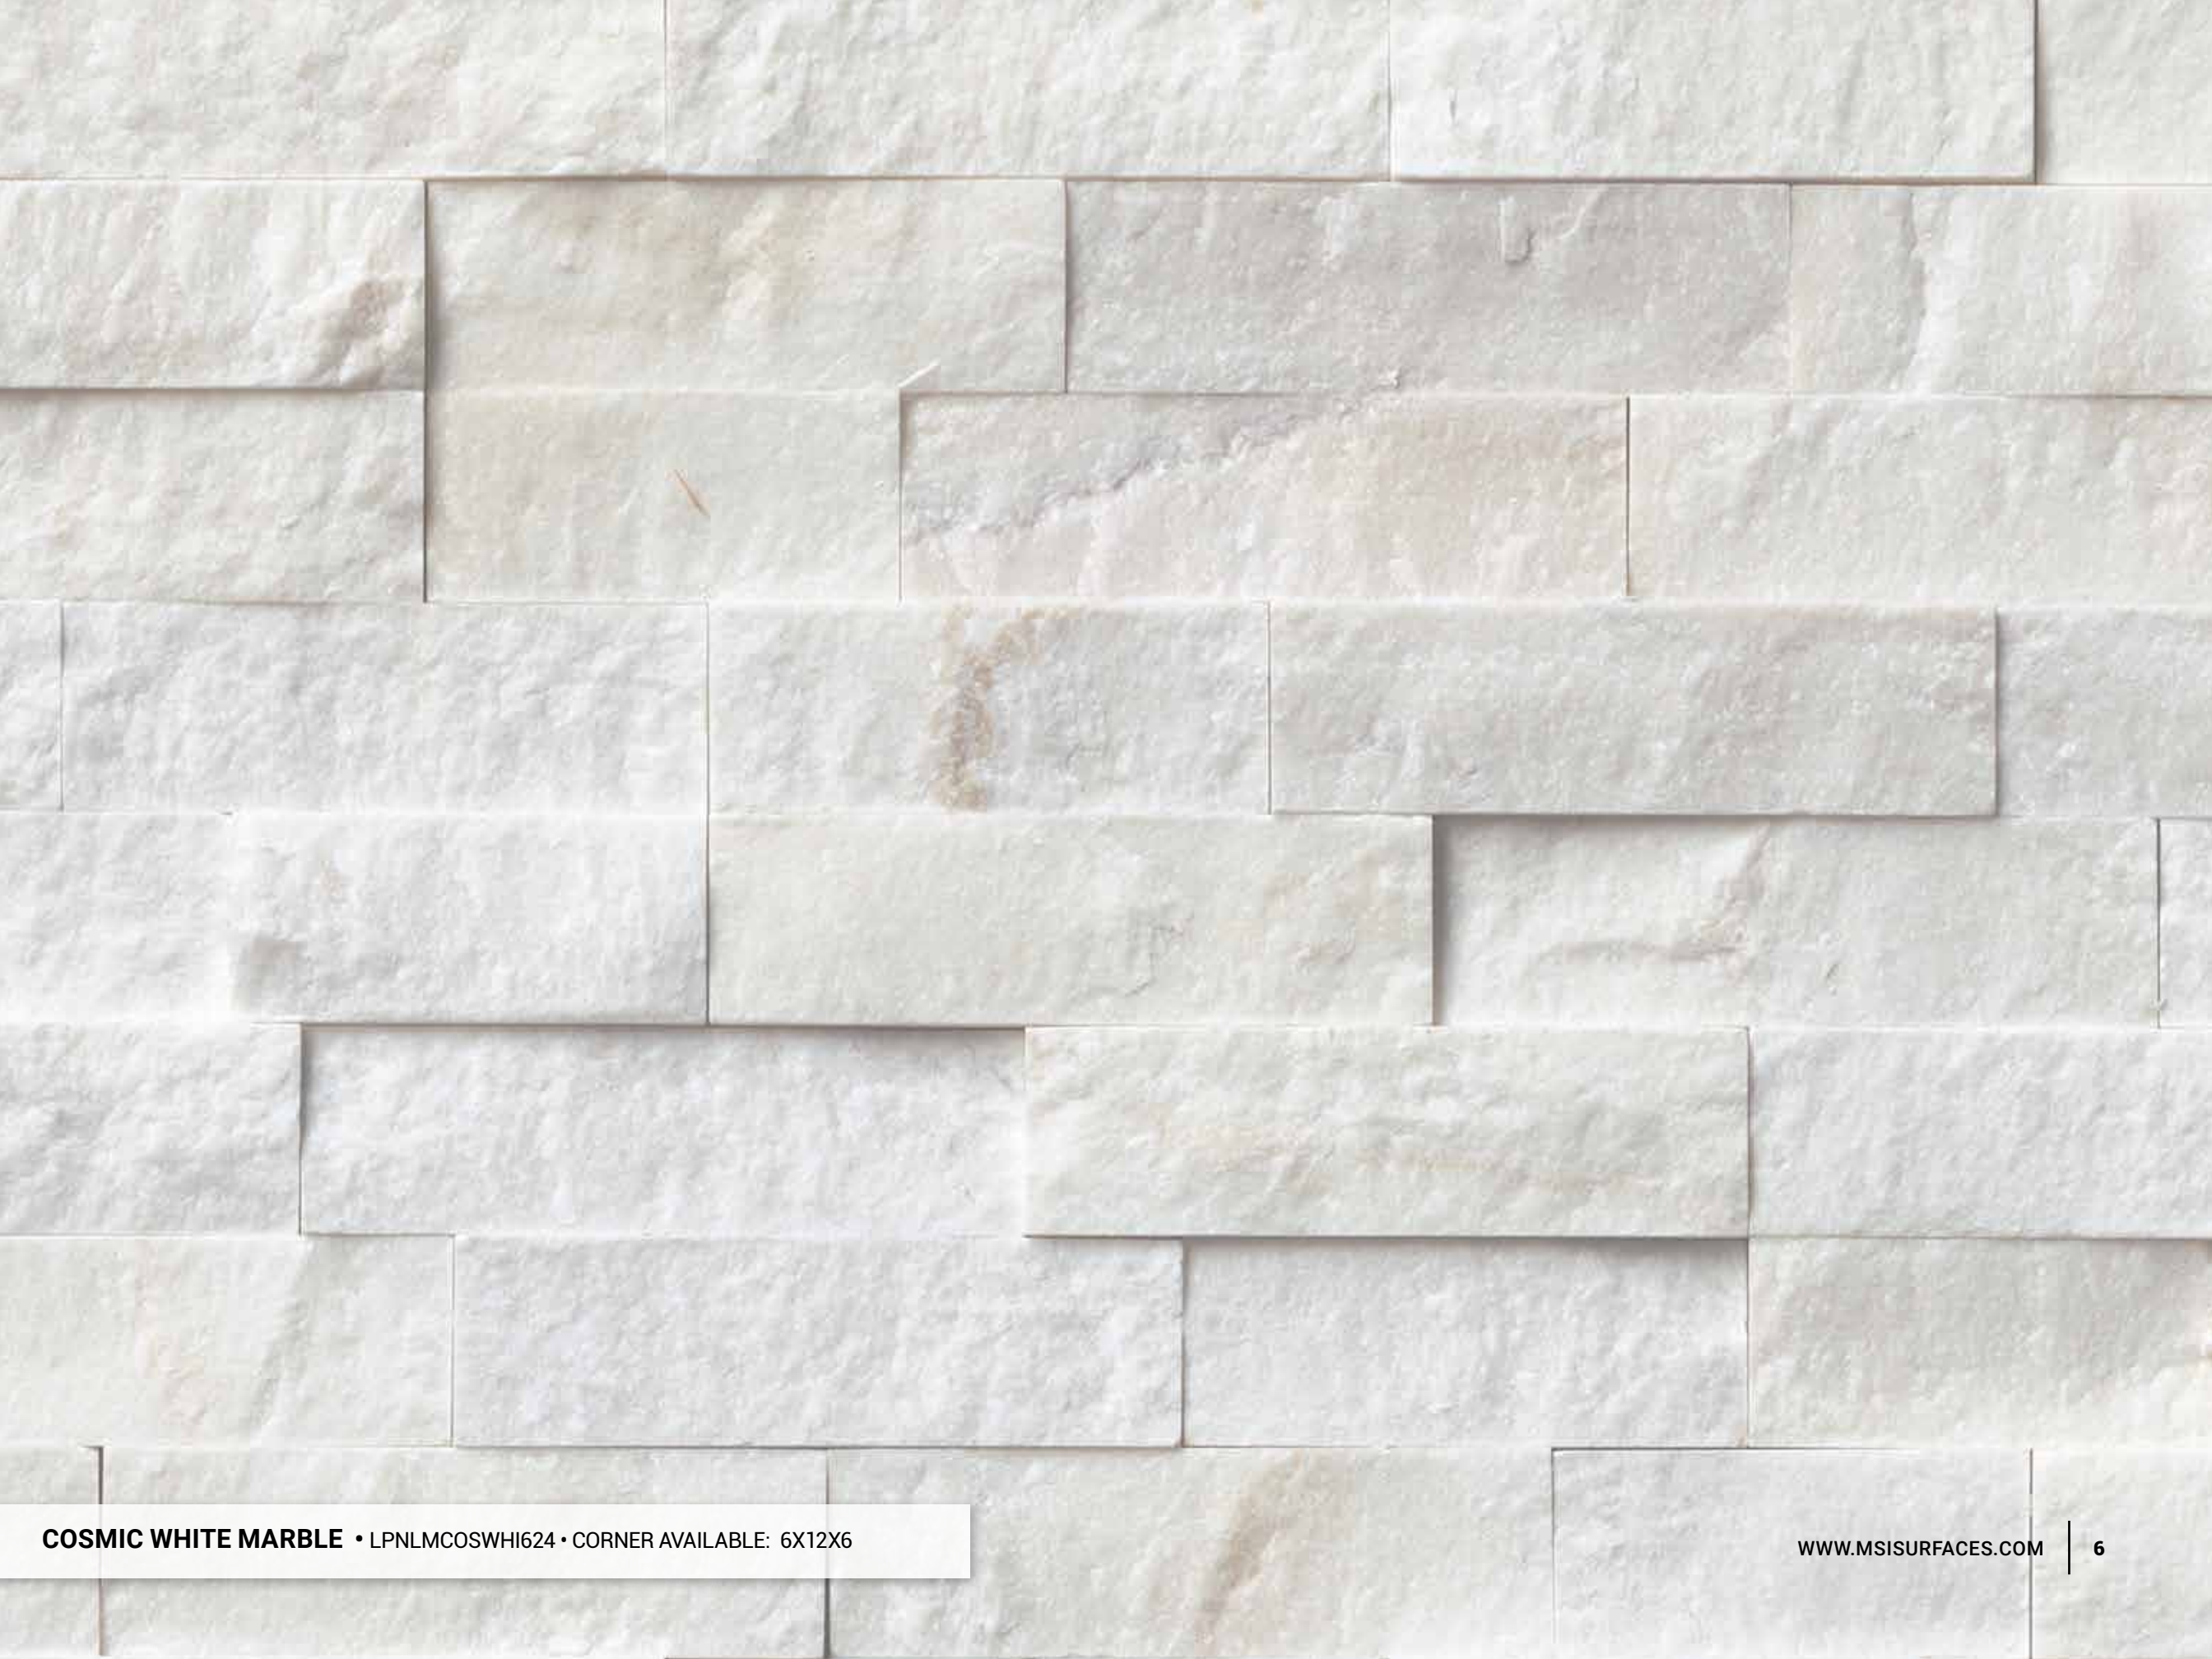 COSMIC WHITE MARBLE • LPNLMCOSWHI624 • CORNER AVAILABLE: 6X12X6
WWW.MSISURFACES.COM | 6